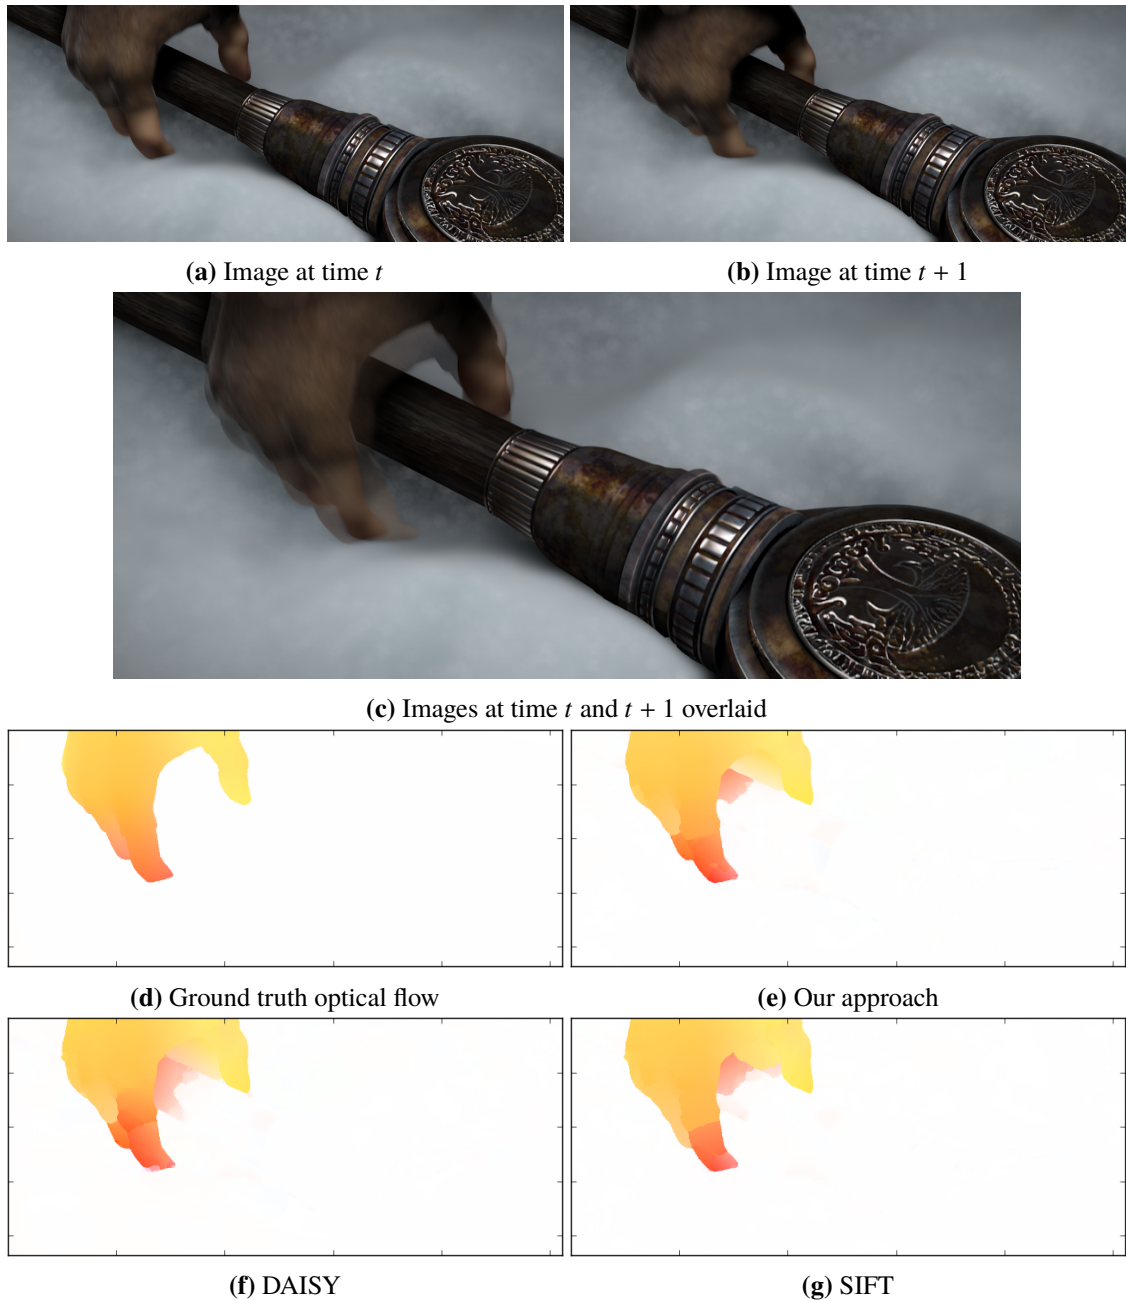 (a) Image at time t
(b) Image at time t + 1
(c) Images at time t and t + 1 overlaid
(d) Ground truth optical flow
(e) Our approach
(f) DAISY
(g) SIFT